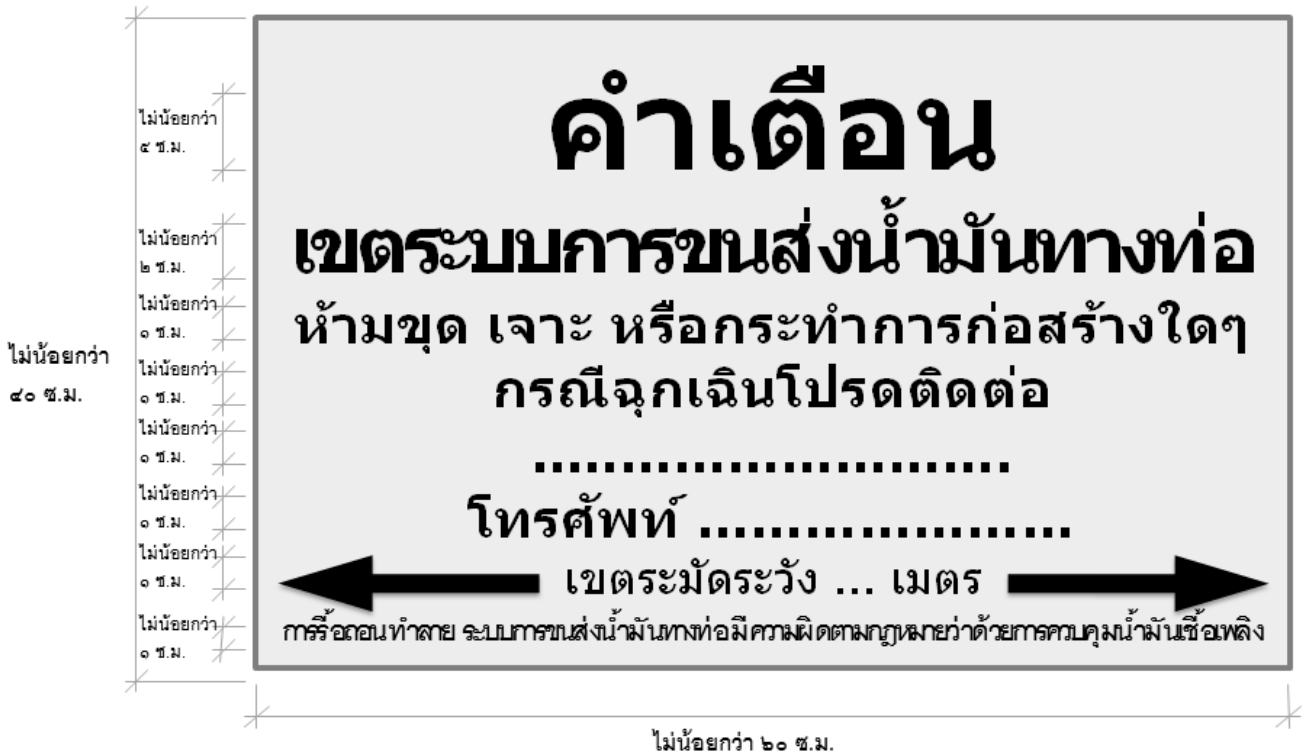 คำเตือน
เขตระบบการขนส่งน้ำมันทางท่อ
ห้ามขุด เจาะ หรือกระทำการก่อสร้างใดๆ
กรณีฉุกเฉินโปรดติดต่อ
...........................
โทรศัพท์ .....................
เขตระมัดระวัง ... เมตร
การรื้อถอน ทำลาย ระบบการขนส่งน้ำมันทางท่อมีความผิดตามกฎหมายว่าด้วยการควบคุมน้ำมันเชื้อเพลิง
ไม่น้อยกว่า
๕ ซ.ม.
ไม่น้อยกว่า
๒ ซ.ม.
ไม่น้อยกว่า
๑ ซ.ม.
ไม่น้อยกว่า
๑ ซ.ม.
ไม่น้อยกว่า
๑ ซ.ม.
ไม่น้อยกว่า
๑ ซ.ม.
ไม่น้อยกว่า
๑ ซ.ม.
ไม่น้อยกว่า
๑ ซ.ม.
ไม่น้อยกว่า
๔๐ ซ.ม.
ไม่น้อยกว่า ๖๐ ซ.ม.